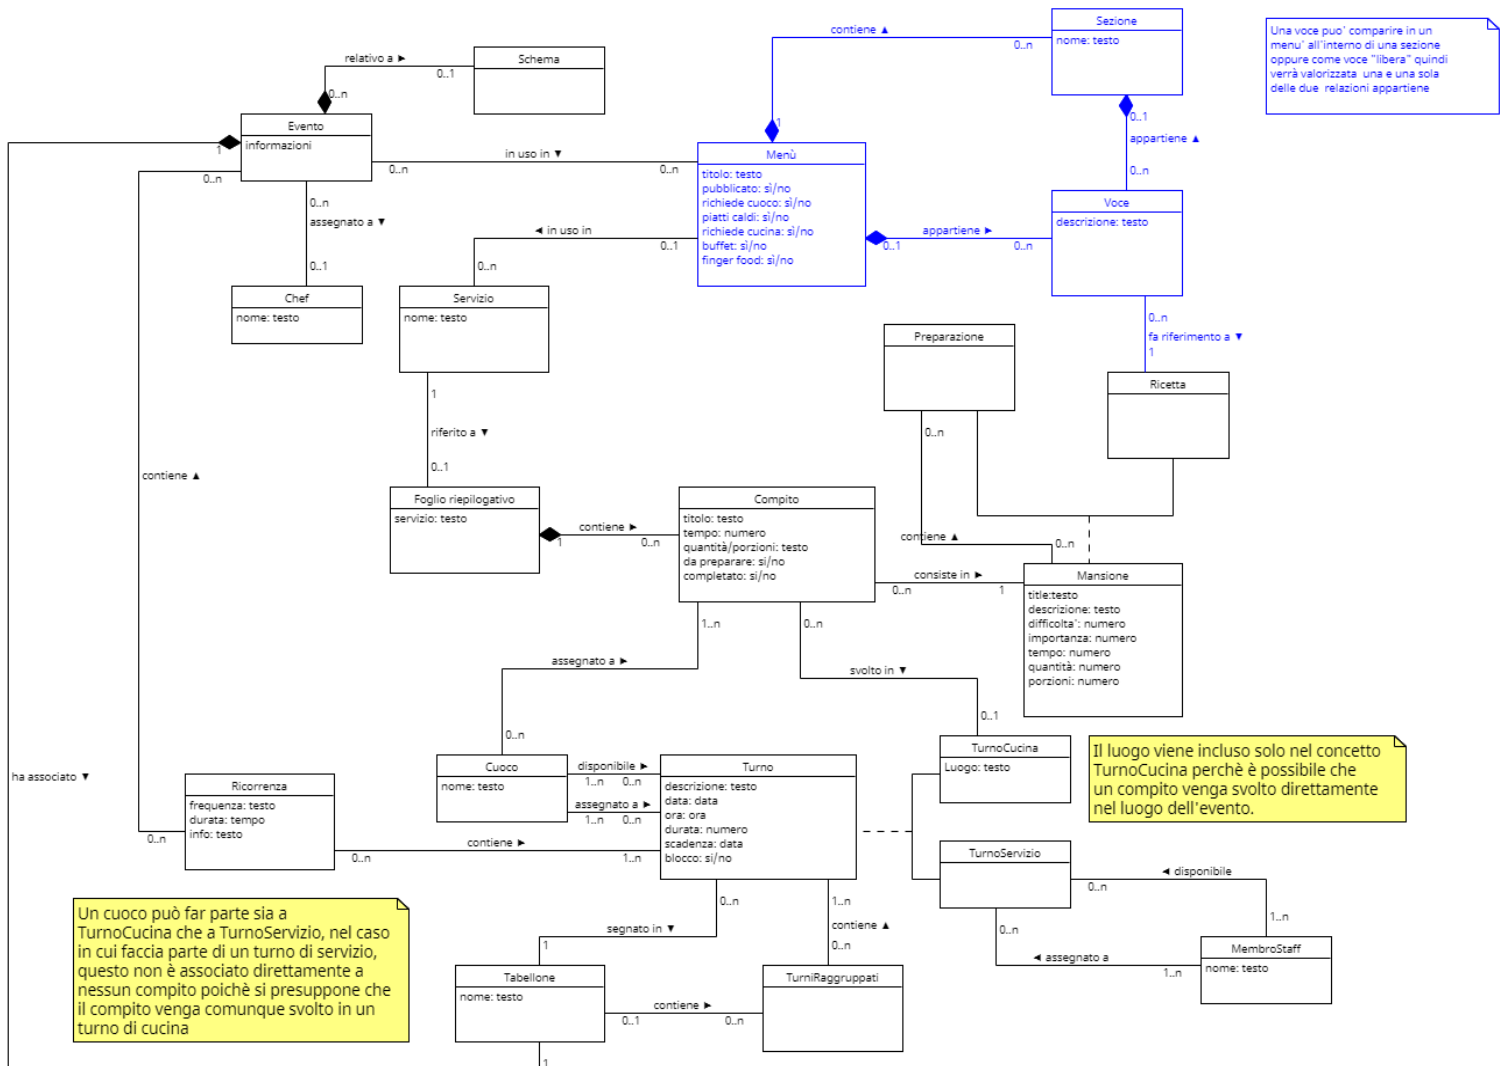 contiene ▲
0..n
1
Sezione
nome: testo
Una voce puo' comparire in un
menu' all'interno di una sezione
oppure come voce "libera" quindi
verrà valorizzata una e una sola
delle due relazioni appartiene
relativo a ►
0..1
0..n
Schema
Evento
informazioni
1
0..n
in uso in ▼
0..n
0..n
0..1
appartiene ▲
0..n
Menù
titolo: testo
pubblicato: sì/no
richiede cuoco: sì/no
piatti caldi: sì/no
richiede cucina: sì/no
buffet: sì/no
finger food: sì/no
Voce
descrizione: testo
0..n
assegnato a ▼
0..1
◄ in uso in
0..1
0..n
appartiene ►
0..1
0..n
Chef
nome: testo
Servizio
nome: testo
0..n
fa riferimento a ▼
1
Preparazione
Ricetta
1
riferito a ▼
0..1
0..n
contiene ▲
Foglio riepilogativo
servizio: testo
contiene ►
1
0..n
Compito
titolo: testo
tempo: numero
quantità/porzioni: testo
da preparare: si/no
completato: si/no
contiene ▲
0..n
consiste in ►
0..n
1
Mansione
title:testo
descrizione: testo
difficolta': numero
importanza: numero
tempo: numero
quantità: numero
porzioni: numero
1..n
0..n
assegnato a ►
svolto in ▼
0..n
0..1
ha associato ▼
Ricorrenza
frequenza: testo
durata: tempo
info: testo
0..n
Cuoco
nome: testo
disponibile ►
1..n
0..n
assegnato a ►
1..n
0..n
Turno
descrizione: testo
data: data
ora: ora
durata: numero
scadenza: data
blocco: si/no
TurnoCucina
Luogo: testo
Il luogo viene incluso solo nel concetto
TurnoCucina perchè è possibile che
un compito venga svolto direttamente
nel luogo dell'evento.
contiene ►
0..n
1..n
TurnoServizio
◄ disponibile
0..n
1..n
0..n
◄ assegnato a
1..n
MembroStaff
nome: testo
Un cuoco può far parte sia a
TurnoCucina che a TurnoServizio, nel caso
in cui faccia parte di un turno di servizio,
questo non è associato direttamente a
nessun compito poichè si presuppone che
il compito venga comunque svolto in un
turno di cucina
0..n
segnato in ▼
1
1..n
contiene ▲
0..n
Tabellone
nome: testo
contiene ►
0..1
0..n
TurniRaggruppati
1